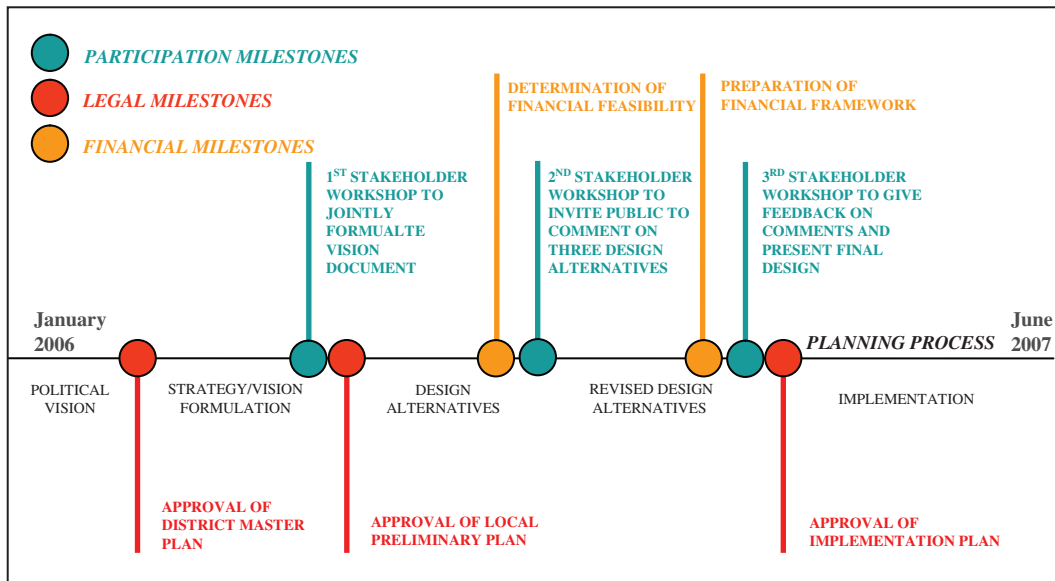 PARTICIPATION MILESTONES
LEGAL MILESTONES
FINANCIAL MILESTONES
DETERMINATION OF
FINANCIAL FEASIBILITY
PREPARATION OF
FINANCIAL FRAMEWORK
1ST STAKEHOLDER
WORKSHOP TO
JOINTLY
FORMUALTE
VISION
DOCUMENT
2ND STAKEHOLDER
WORKSHOP TO
INVITE PUBLIC TO
COMMENT ON
THREE DESIGN
ALTERNATIVES
3RD STAKEHOLDER
WORKSHOP TO GIVE
FEEDBACK ON
COMMENTS AND
PRESENT FINAL
DESIGN
January
2006
June
2007
PLANNING PROCESS
POLITICAL
VISION
STRATEGY/VISION
FORMULATION
DESIGN
ALTERNATIVES
REVISED DESIGN
ALTERNATIVES
IMPLEMENTATION
APPROVAL OF
DISTRICT MASTER
PLAN
APPROVAL OF LOCAL
PRELIMINARY PLAN
APPROVAL OF
IMPLEMENTATION PLAN